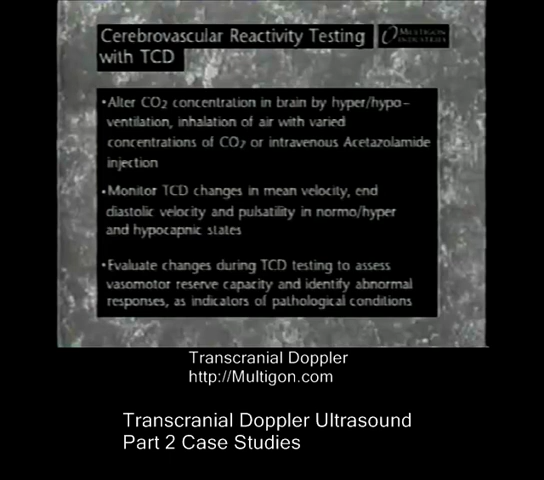 Cerebrovascular Reactivity Testing
with TCD
MULTIGON
INDUSTRIES
•Alter CO₂ concentration in brain by hyper/hypo-
ventilation, inhalation of air with varied
concentrations of CO₂ or intravenous Acetazolamide
injection
•Monitor TCD changes in mean velocity, end
diastolic velocity and pulsatility in normo/hyper
and hypocapnic states
•Evaluate changes during TCD testing to assess
vasomotor reserve capacity and identify abnormal
responses, as indicators of pathological conditions
Transcranial Doppler
http://Multigon.com
Transcranial Doppler Ultrasound
Part 2 Case Studies